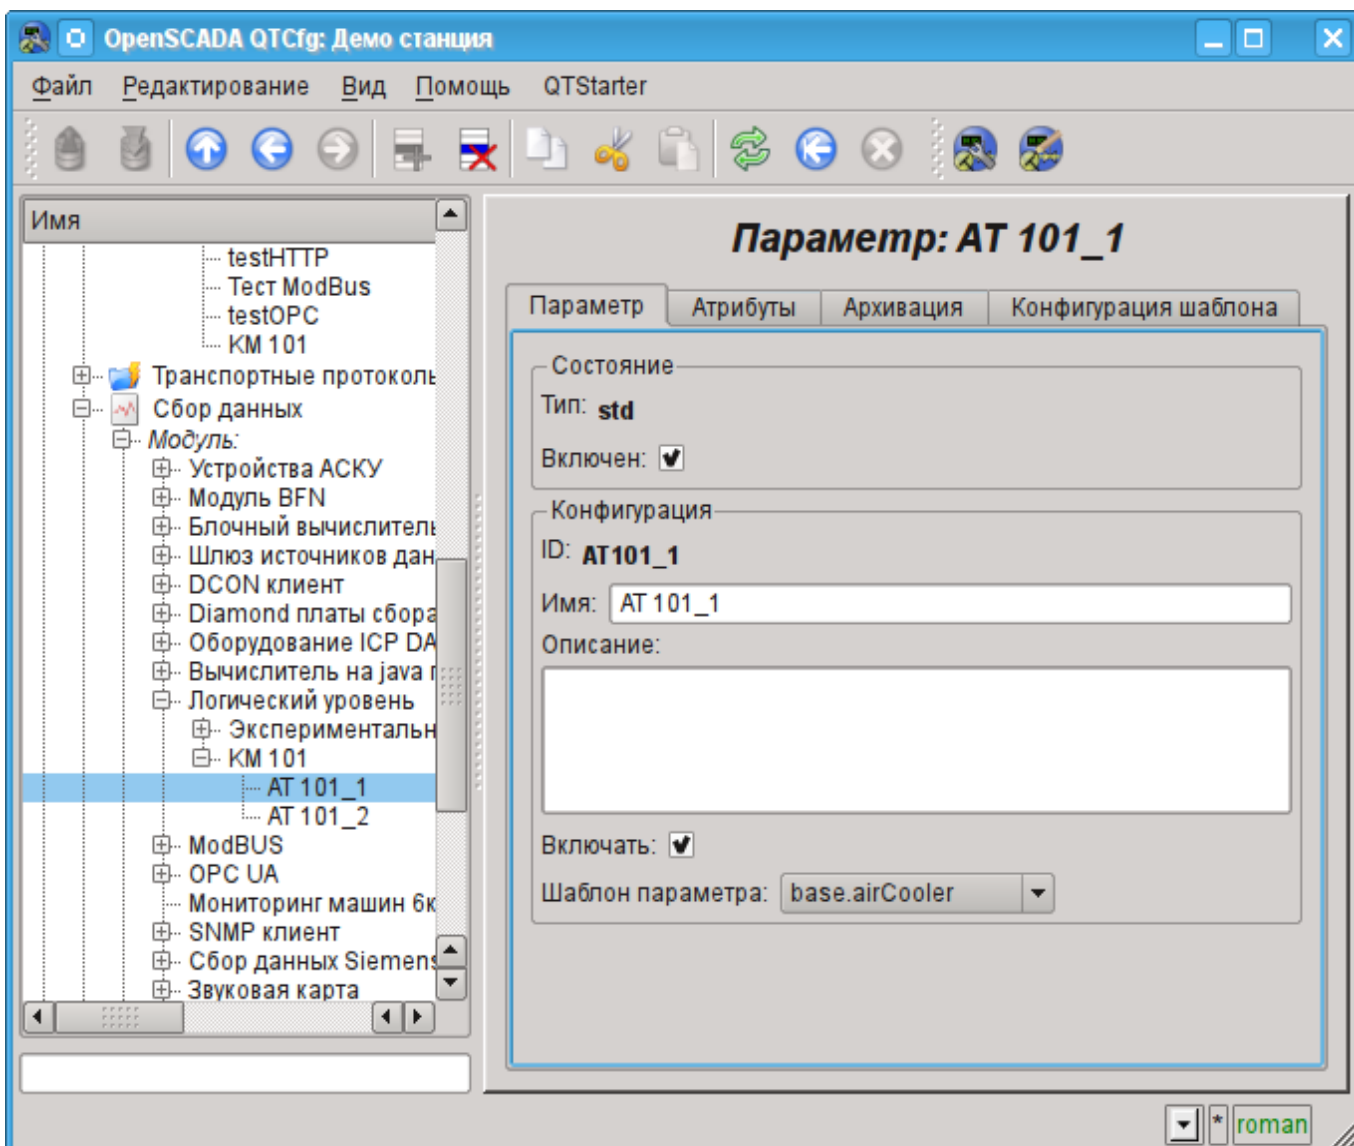 OpenSCADA QTCfg: Демо станция
Файл Редактирование Вид Помощь QTStarter
Имя
testHTTP
Тест ModBus
testOPC
КМ 101
Транспортные протоколь
Сбор данных
Модуль:
Устройства АСКУ
Модуль BFN
Блочный вычислитель
Шлюз источников дан
DCON клиент
Diamond платы сбора
Оборудование ICP DA
Вычислитель на java п
Логический уровень
Экспериментальн
КМ 101
AT 101_1
AT 101_2
ModBUS
OPC UA
Мониторинг машин 6к
SNMP клиент
Сбор данных Siemens
Звуковая карта
Параметр: AT 101_1
Параметр Атрибуты Архивация Конфигурация шаблона
Состояние
Тип: std
Включен:
Конфигурация
ID: AT101_1
Имя: AT 101_1
Описание:
Включать:
Шаблон параметра: base.airCooler
* roman